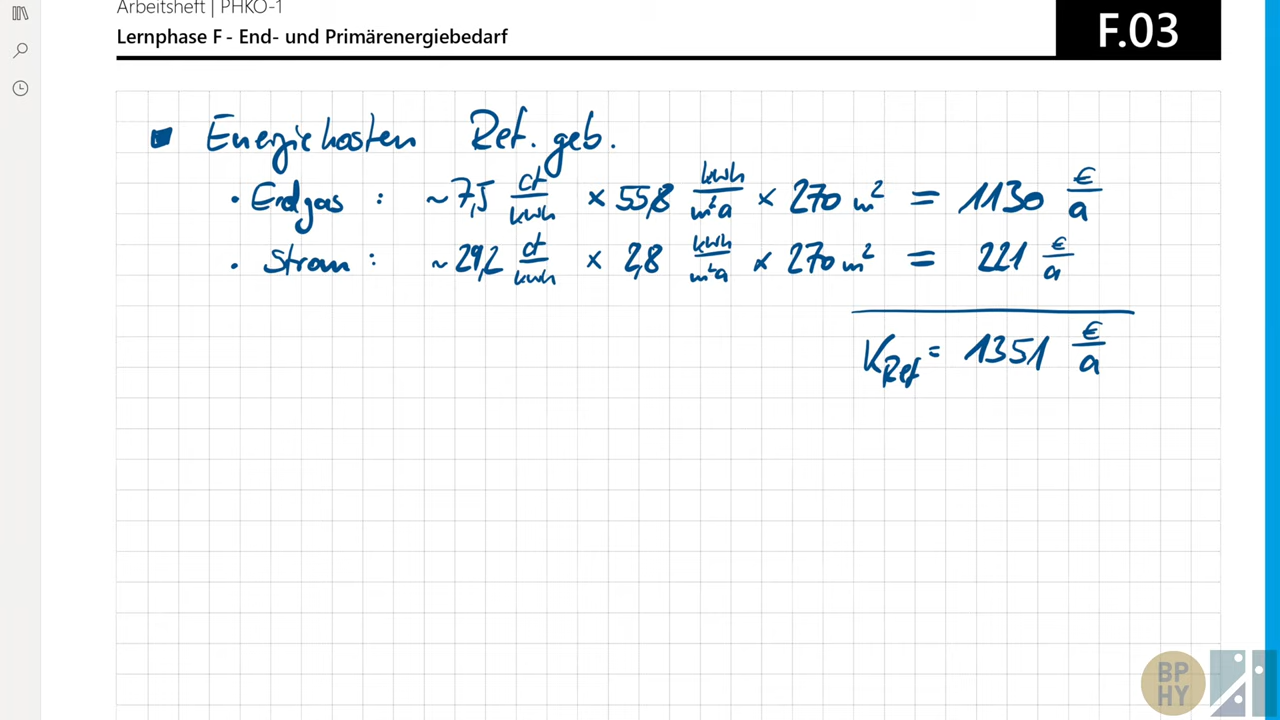 Arbeitsheft | PHKO-1
Lernphase F - End- und Primärenergiebedarf
F.03
▪ Energiekosten Ref. geb.
• Erdgas : ~7,5 ct/kWh × 55,8 kWh/m²a × 270 m² = 1130 €/a
• Strom : ~29,2 ct/kWh × 2,8 kWh/m²a × 270 m² = 221 €/a
K_Ref = 1351 €/a
BP
HY